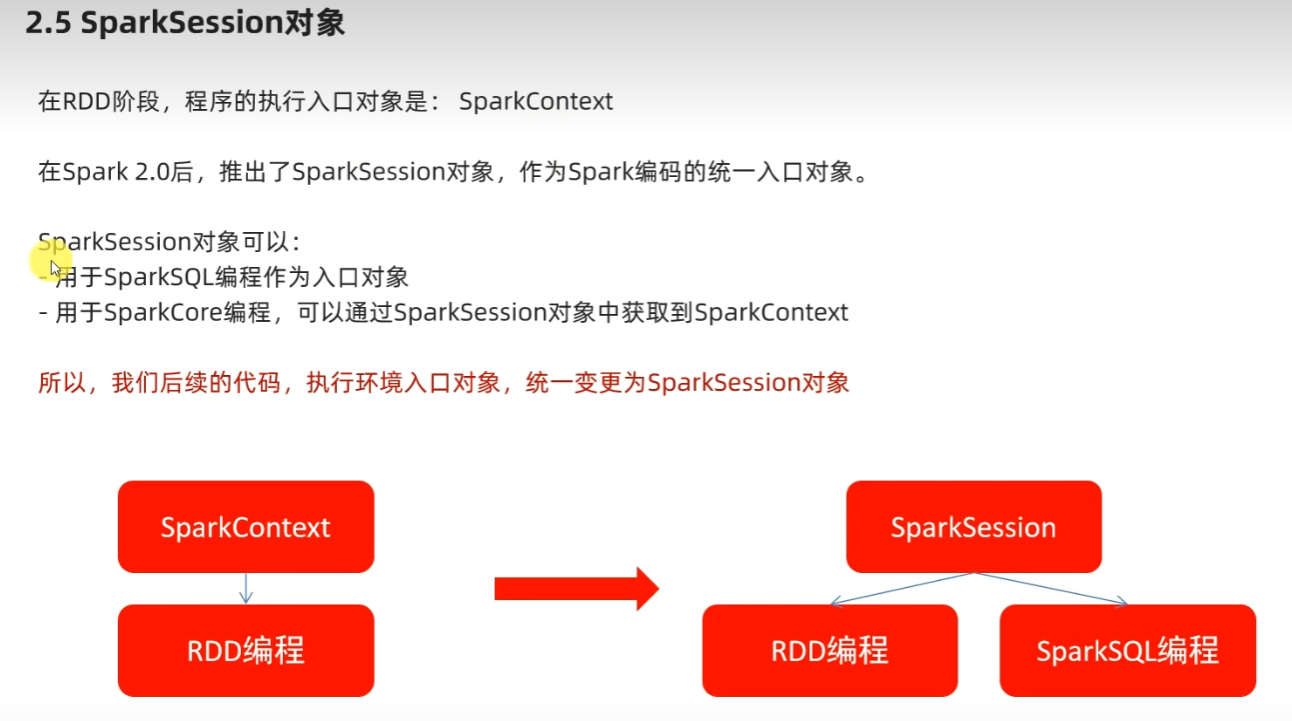 2.5 SparkSession对象
在RDD阶段，程序的执行入口对象是： SparkContext
在Spark 2.0后，推出了SparkSession对象，作为Spark编码的统一入口对象。
SparkSession对象可以：
- 用于SparkSQL编程作为入口对象
- 用于SparkCore编程，可以通过SparkSession对象中获取到SparkContext
所以，我们后续的代码，执行环境入口对象，统一变更为SparkSession对象
SparkContext
SparkSession
RDD编程
RDD编程
SparkSQL编程